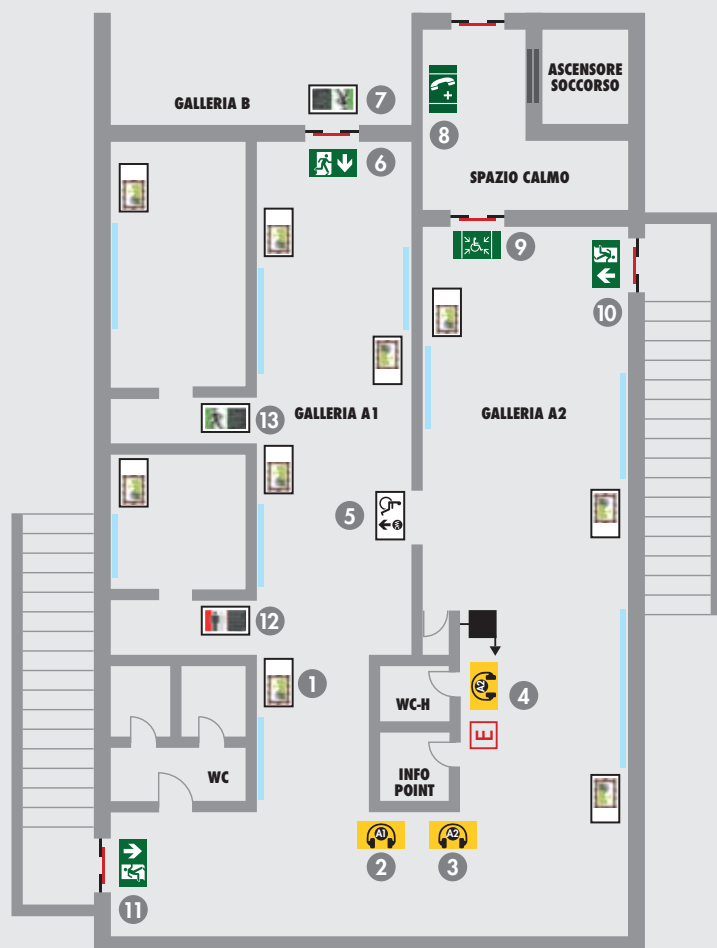 ASCENSORE
SOCCORSO
GALLERIA B
7
8
6
SPAZIO CALMO
9
10
13
GALLERIA A1
GALLERIA A2
5
12
1
A2
4
WC-H
E
WC
INFO
POINT
A1
A2
2
3
11